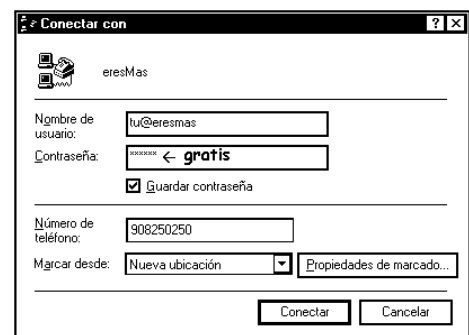 Conectar con
eresMas
Nombre de
usuario:
tu@eresmas
Contraseña:
****** ← gratis
Guardar contraseña
Número de
teléfono:
908250250
Marcar desde:
Nueva ubicación
Propiedades de marcado...
Conectar
Cancelar